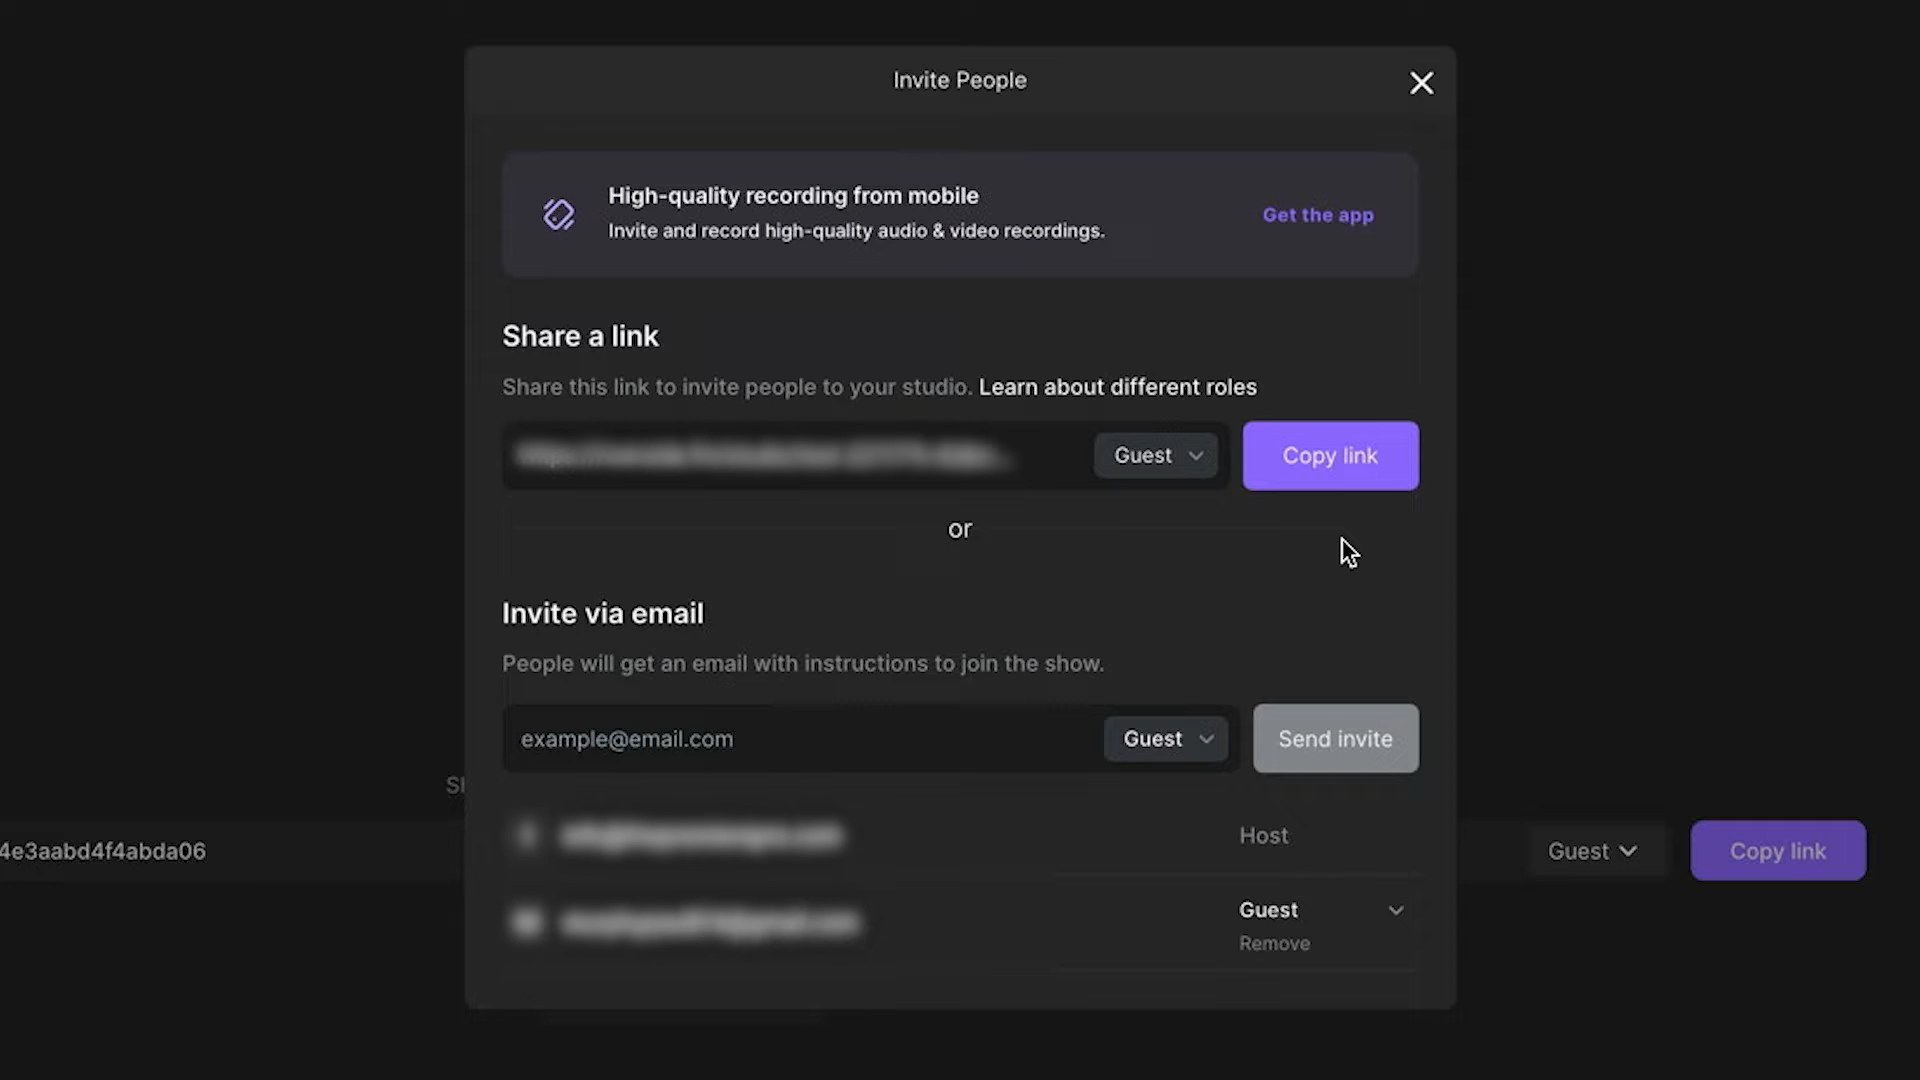 Invite People
High-quality recording from mobile
Invite and record high-quality audio & video recordings.
Get the app
Share a link
Share this link to invite people to your studio. Learn about different roles
Guest
Copy link
or
Invite via email
People will get an email with instructions to join the show.
example@email.com
Guest
Send invite
Host
4e3aabd4f4abda06
Guest
Copy link
Guest
Remove